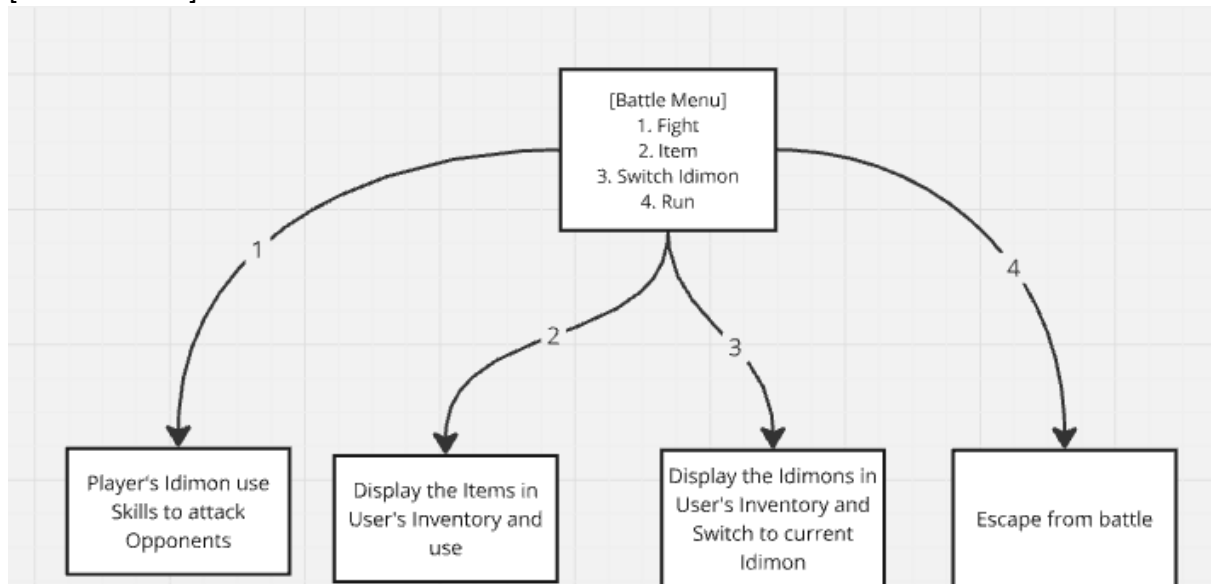 [Battle Menu]
1. Fight
2. Item
3. Switch Idimon
4. Run
1
4
2
3
Player's Idimon use
Skills to attack
Opponents
Display the Items in
User's Inventory and
use
Display the Idimons in
User's Inventory and
Switch to current
Idimon
Escape from battle